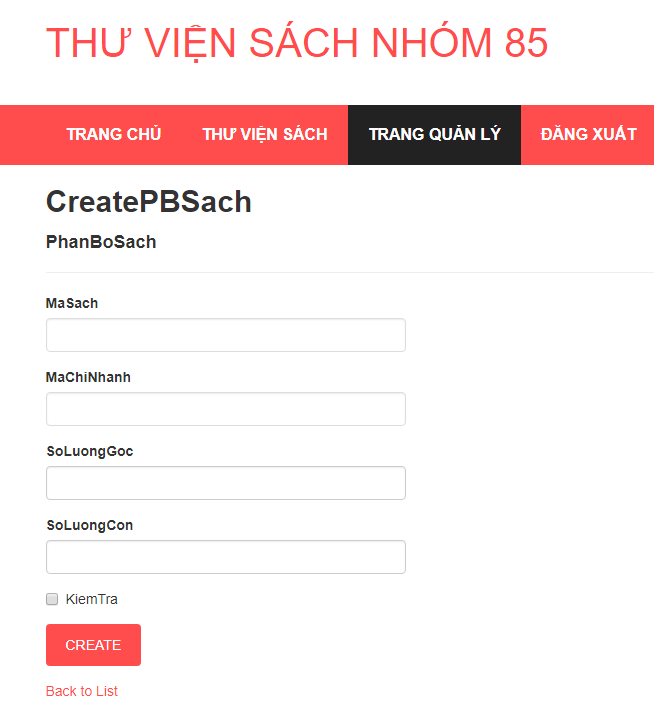 THƯ VIỆN SÁCH NHÓM 85
TRANG CHỦ THƯ VIỆN SÁCH TRANG QUẢN LÝ ĐĂNG XUẤT
CreatePBSach
PhanBoSach
MaSach
MaChiNhanh
SoLuongGoc
SoLuongCon
KiemTra
CREATE
Back to List